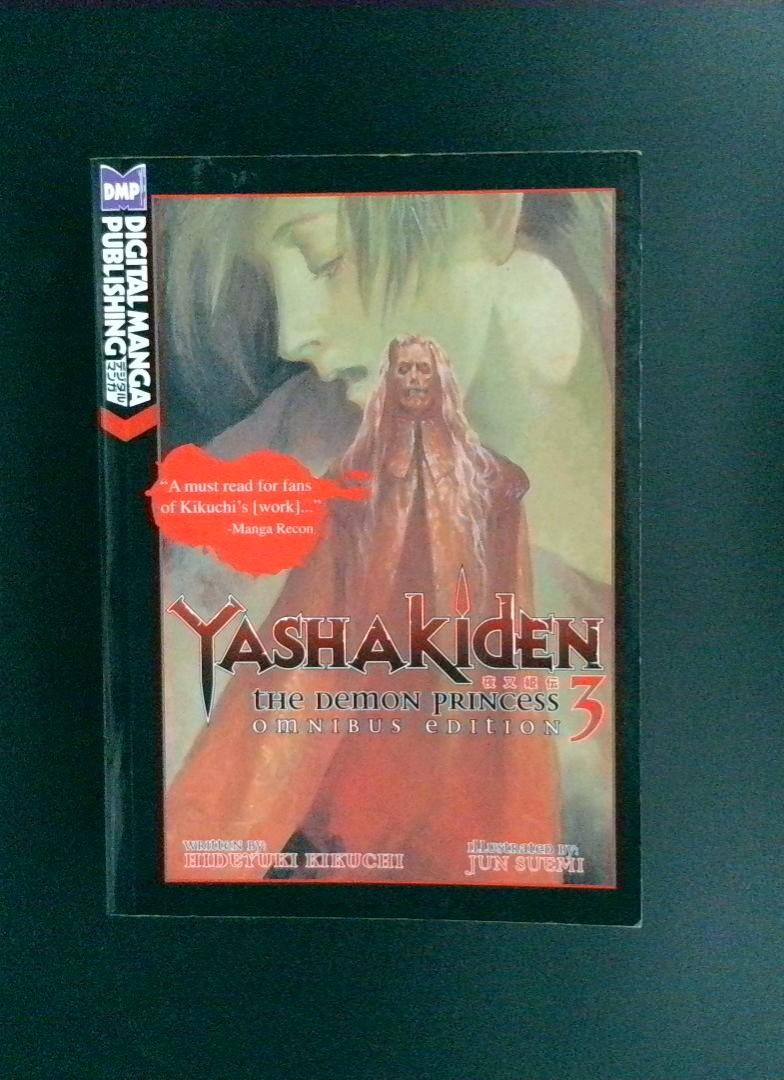 DMP
DIGITAL MANGA
PUBLISHING
デジタル
マンガ
“A must read for fans
of Kikuchi's [work]...”
-Manga Recon
YASHAKIDEN
夜叉姫伝
THE DEMON PRINCESS
3
OMNIBUS EDITION
WRITTEN BY:
HIDEYUKI KIKUCHI
ILLUSTRATED BY:
JUN SUEMI